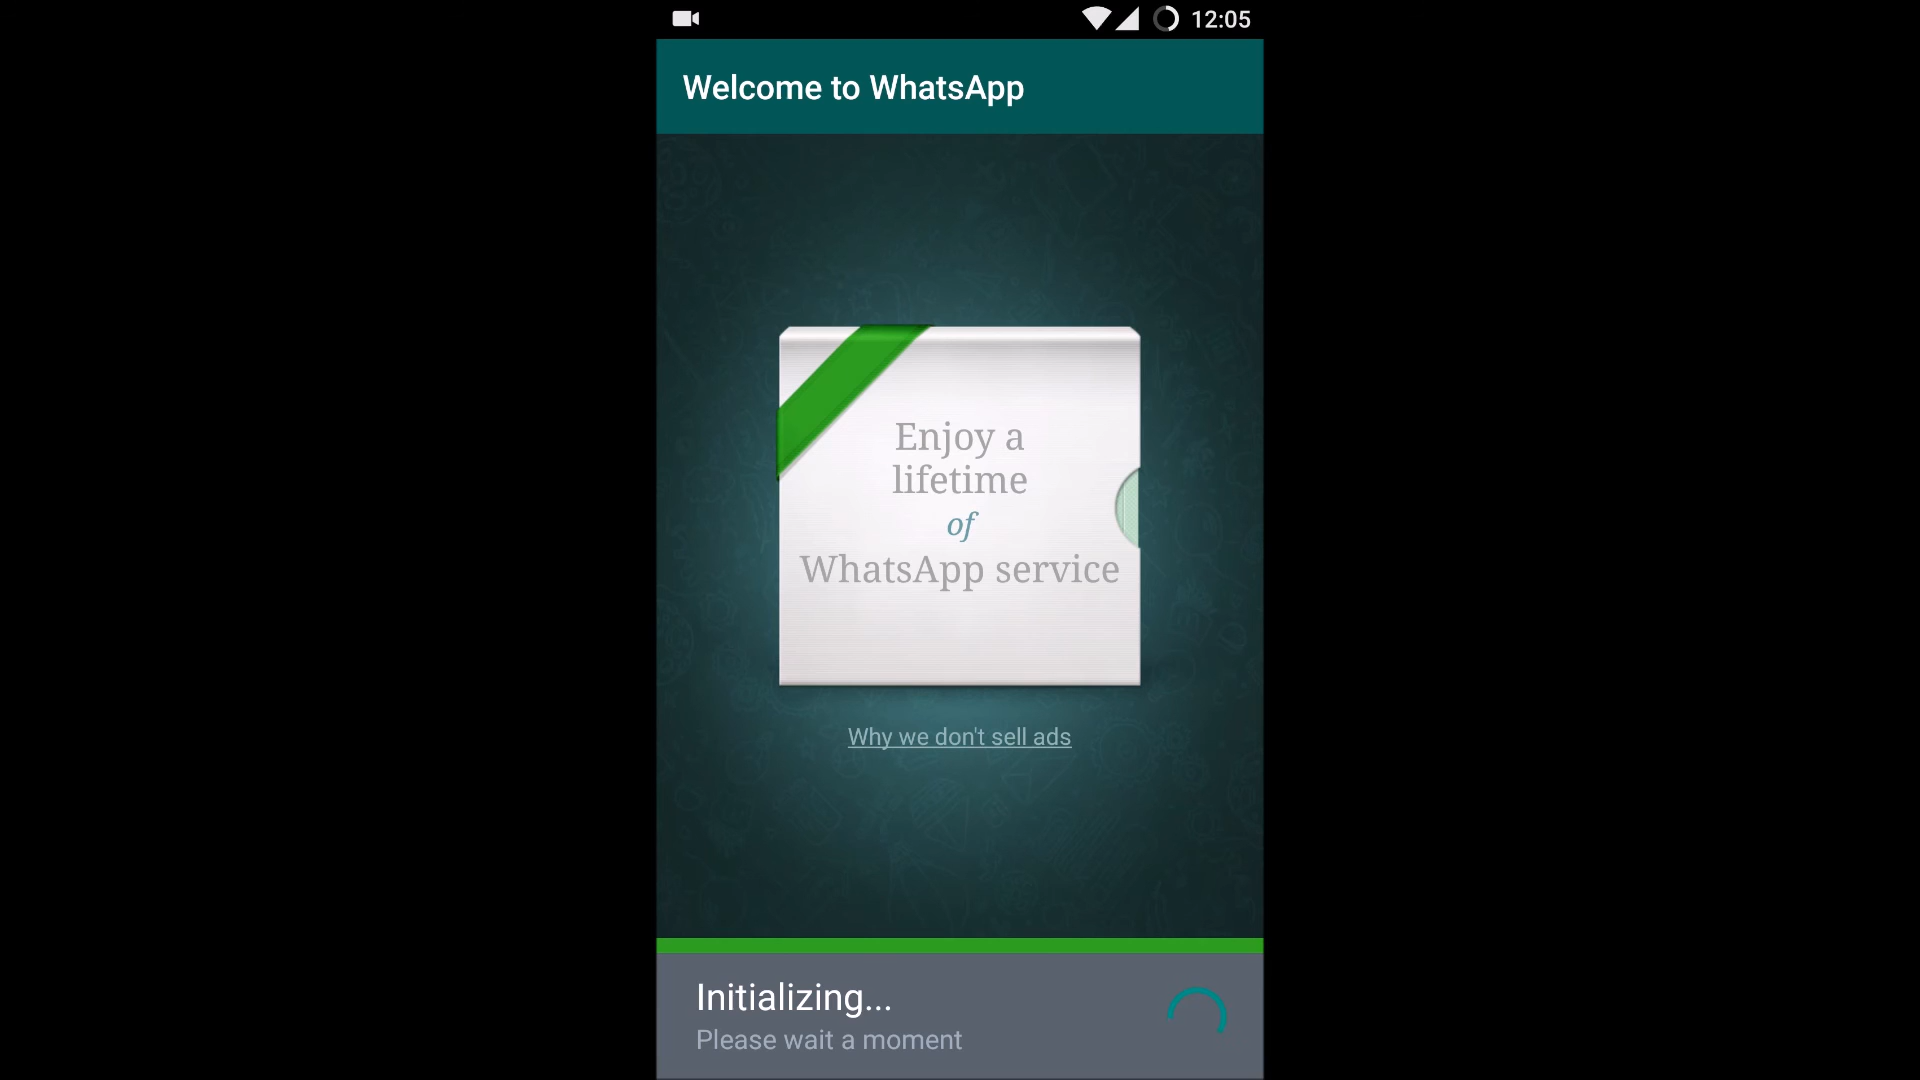 12:05
Welcome to WhatsApp
Enjoy a
lifetime
of
WhatsApp service
Why we don't sell ads
Initializing...
Please wait a moment